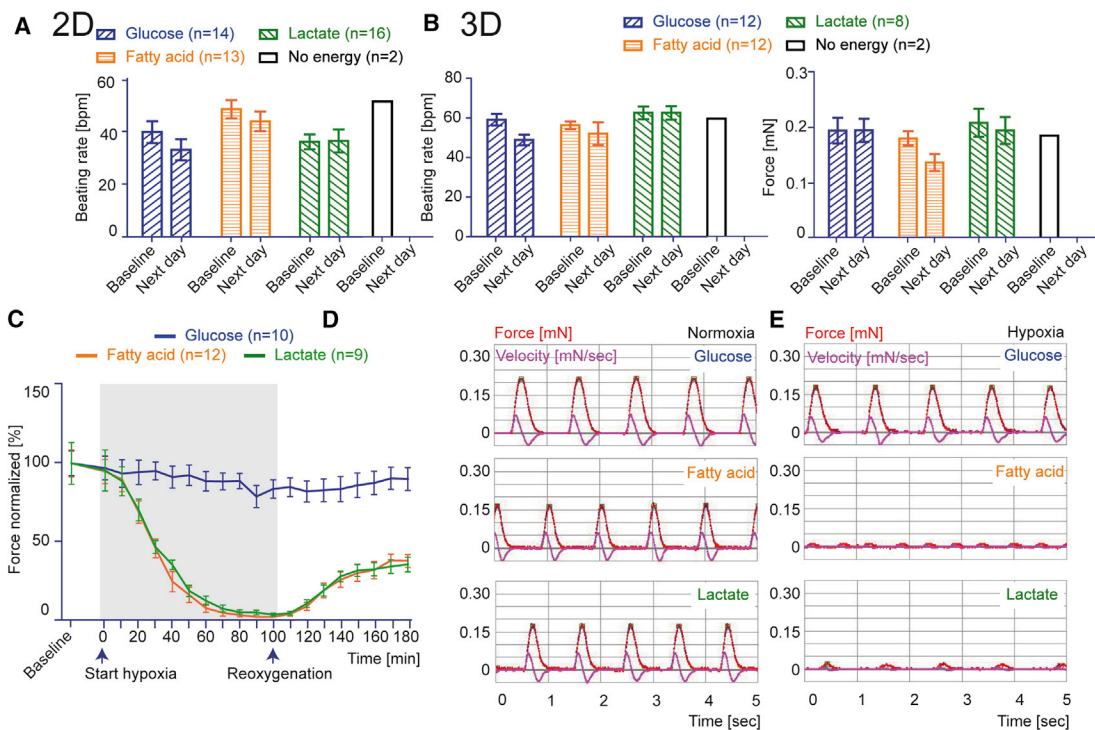 A 2D
Glucose (n=14) Lactate (n=16)
Fatty acid (n=13) No energy (n=2)
Beating rate [bpm]
60
40
20
0
Baseline Next day Baseline Next day Baseline Next day Baseline Next day
B 3D
Glucose (n=12) Lactate (n=8)
Fatty acid (n=12) No energy (n=2)
Beating rate [bpm]
80
60
40
20
0
Baseline Next day Baseline Next day Baseline Next day Baseline Next day
Force [mN]
0.3
0.2
0.1
0
Baseline Next day Baseline Next day Baseline Next day Baseline Next day
C
Glucose (n=10)
Fatty acid (n=12) Lactate (n=9)
Force normalized [%]
150
100
50
0
Baseline 0 20 40 60 80 100 120 140 160 180
Start hypoxia Reoxygenation Time [min]
D
Force [mN] Normoxia
Velocity [mN/sec] Glucose
0.30
0.15
0
Fatty acid
0.30
0.15
0
Lactate
0.30
0.15
0
0 1 2 3 4 5
Time [sec]
E
Force [mN] Hypoxia
Velocity [mN/sec] Glucose
0.30
0.15
0
Fatty acid
0.30
0.15
0
Lactate
0.30
0.15
0
0 1 2 3 4 5
Time [sec]